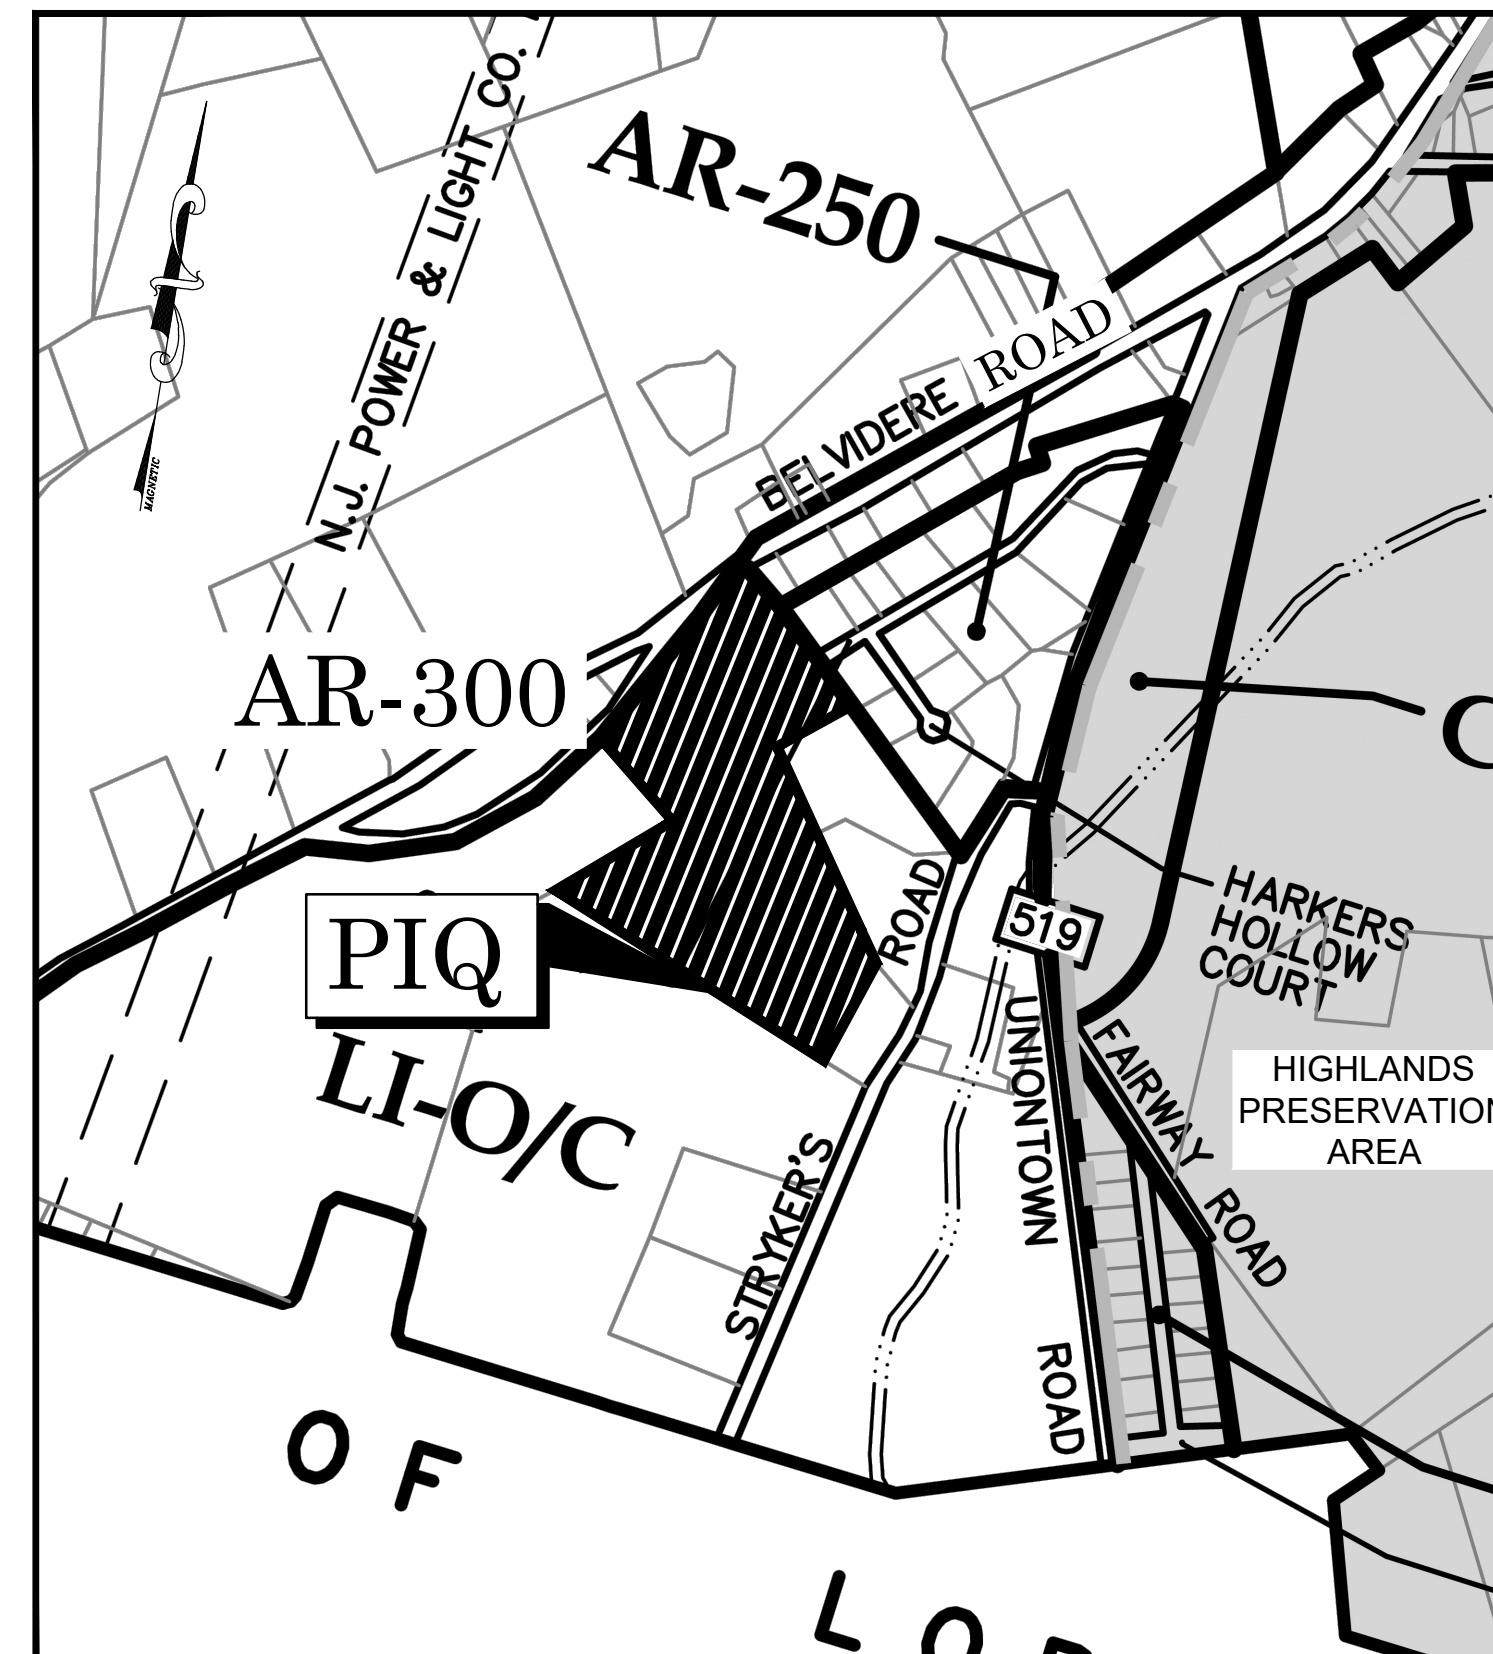 N.J. POWER & LIGHT CO.
AR-250
MAGNETIC
BELVIDERE ROAD
AR-300
PIQ
LI-O/C
STRYKER'S ROAD
519
UNIONTOWN ROAD
HARKERS
HOLLOW
COURT
FAIRWAY ROAD
HIGHLANDS
PRESERVATION
AREA
C
OF